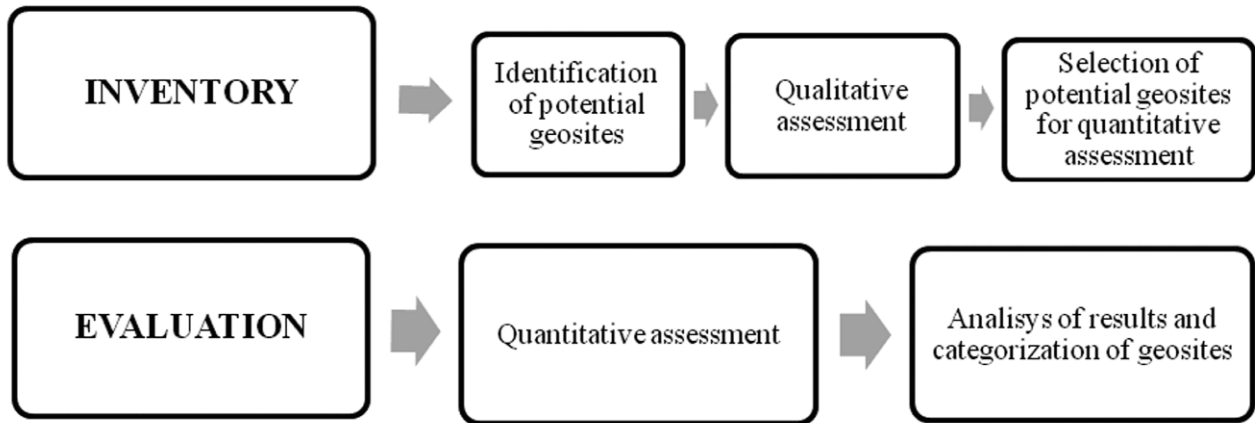 INVENTORY
Identification
of potential
geosites
Qualitative
assessment
Selection of
potential geosites
for quantitative
assessment
EVALUATION
Quantitative assessment
Analisys of results and
categorization of geosites